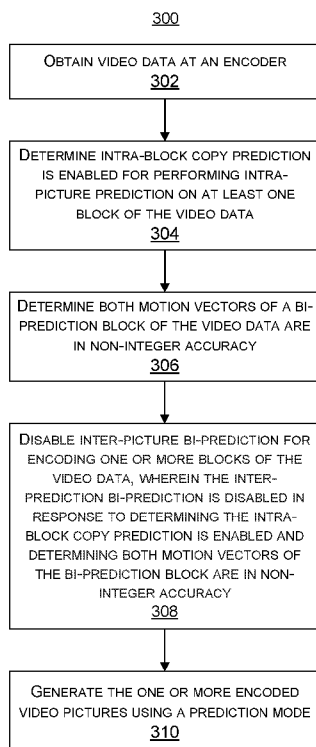 300
OBTAIN VIDEO DATA AT AN ENCODER
302
DETERMINE INTRA-BLOCK COPY PREDICTION
IS ENABLED FOR PERFORMING INTRA-
PICTURE PREDICTION ON AT LEAST ONE
BLOCK OF THE VIDEO DATA
304
DETERMINE BOTH MOTION VECTORS OF A BI-
PREDICTION BLOCK OF THE VIDEO DATA ARE
IN NON-INTEGER ACCURACY
306
DISABLE INTER-PICTURE BI-PREDICTION FOR
ENCODING ONE OR MORE BLOCKS OF THE
VIDEO DATA, WHEREIN THE INTER-
PREDICTION BI-PREDICTION IS DISABLED IN
RESPONSE TO DETERMINING THE INTRA-
BLOCK COPY PREDICTION IS ENABLED AND
DETERMINING BOTH MOTION VECTORS OF
THE BI-PREDICTION BLOCK ARE IN NON-
INTEGER ACCURACY
308
GENERATE THE ONE OR MORE ENCODED
VIDEO PICTURES USING A PREDICTION MODE
310